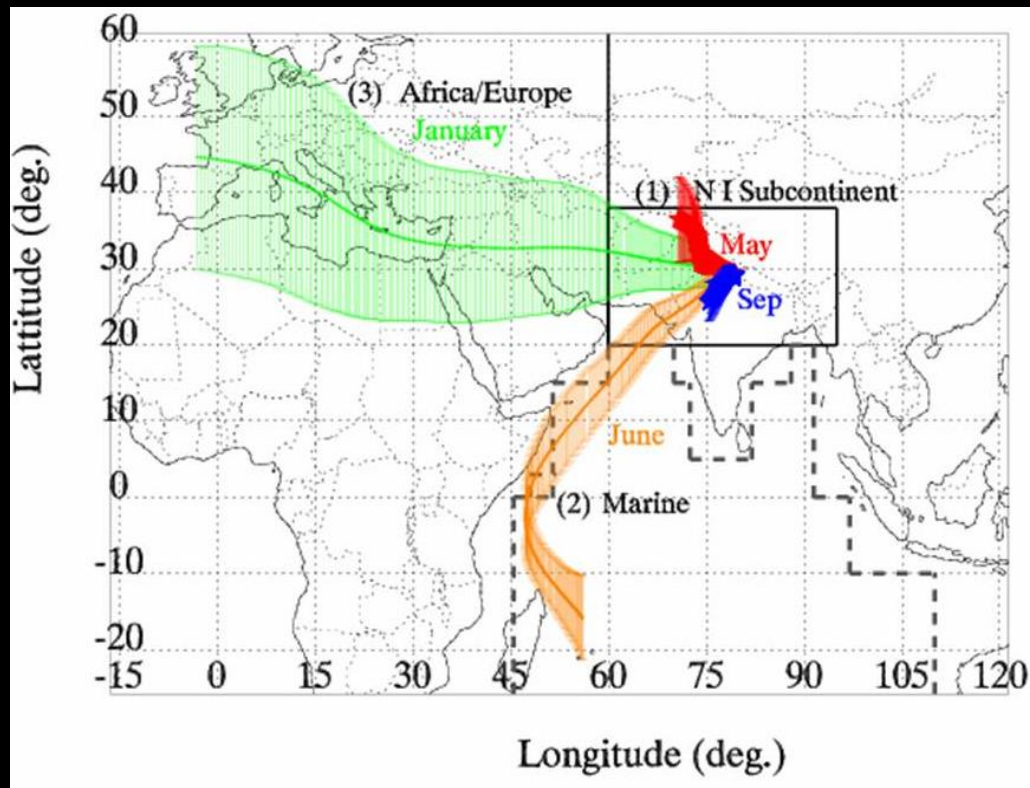 60
50
40
30
20
10
0
-10
-20
Lattitude (deg.)
(3) Africa/Europe
January
(1) N I Subcontinent
May
Sep
June
(2) Marine
-15 0 15 30 45 60 75 90 105 120
Longitude (deg.)